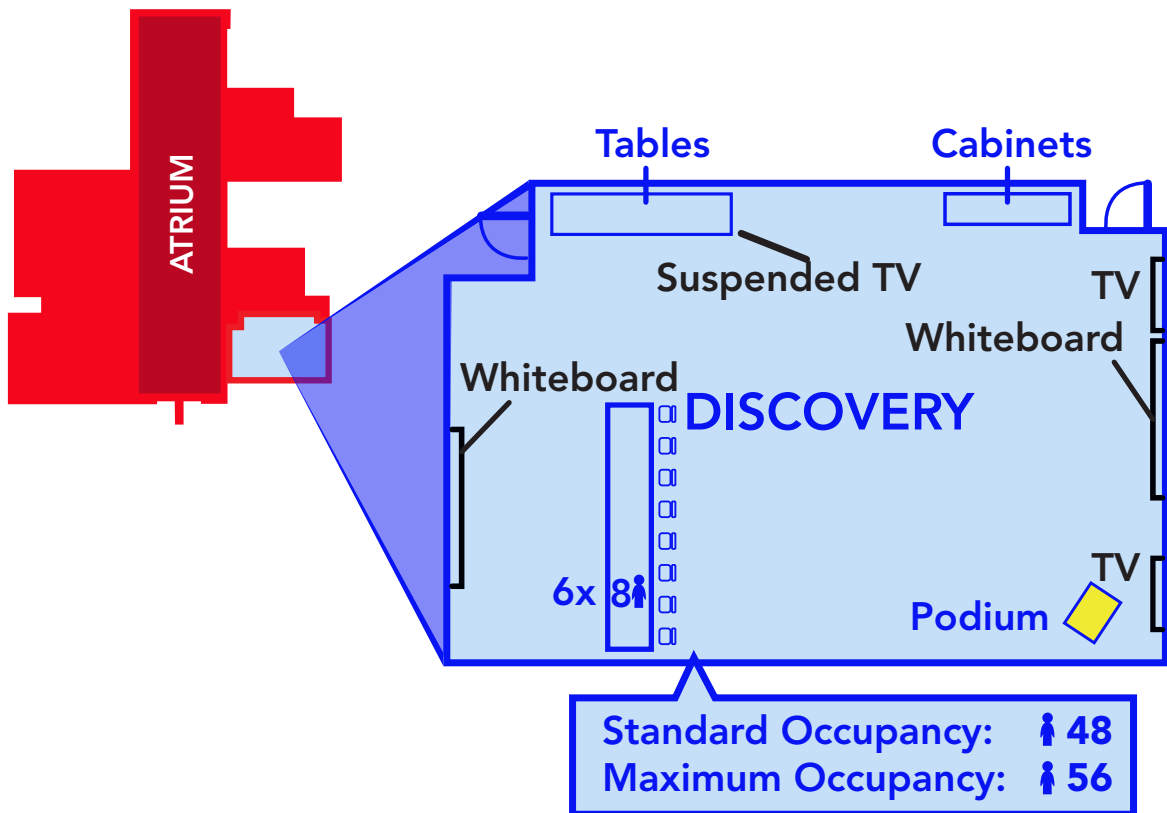 ATRIUM
Tables
Cabinets
Suspended TV
TV
Whiteboard
Whiteboard
DISCOVERY
TV
6x 8
Podium
Standard Occupancy: 48
Maximum Occupancy: 56